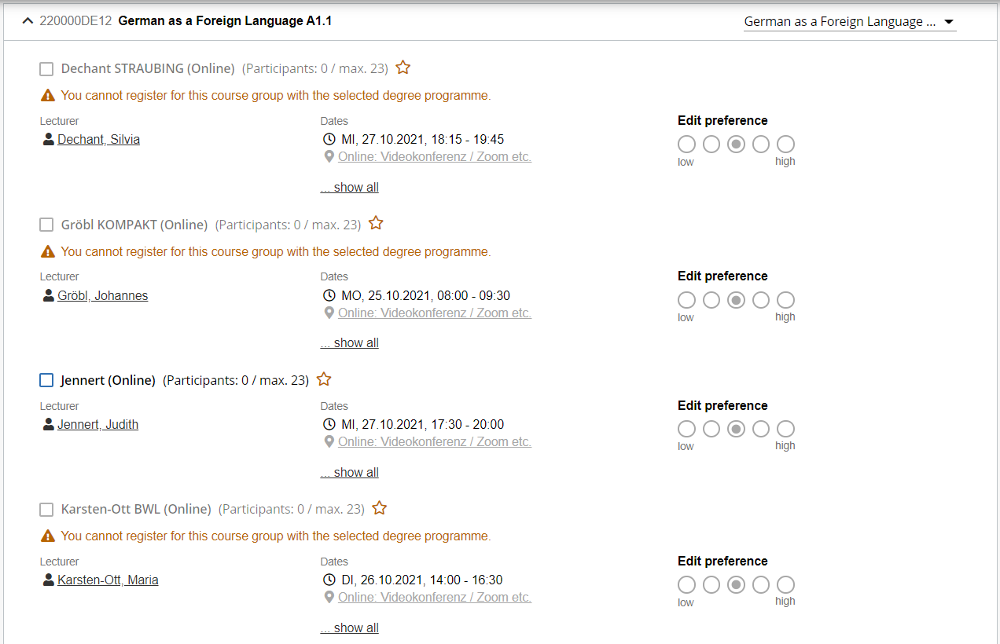 220000DE12 German as a Foreign Language A1.1 German as a Foreign Language ...
Dechant STRAUBING (Online) (Participants: 0 / max. 23)
You cannot register for this course group with the selected degree programme.
Lecturer Dates Edit preference
Dechant, Silvia MI, 27.10.2021, 18:15 - 19:45
Online: Videokonferenz / Zoom etc.
low high
... show all
Gröbl KOMPAKT (Online) (Participants: 0 / max. 23)
You cannot register for this course group with the selected degree programme.
Lecturer Dates Edit preference
Gröbl, Johannes MO, 25.10.2021, 08:00 - 09:30
Online: Videokonferenz / Zoom etc.
low high
... show all
Jennert (Online) (Participants: 0 / max. 23)
Lecturer Dates Edit preference
Jennert, Judith MI, 27.10.2021, 17:30 - 20:00
Online: Videokonferenz / Zoom etc.
low high
... show all
Karsten-Ott BWL (Online) (Participants: 0 / max. 23)
You cannot register for this course group with the selected degree programme.
Lecturer Dates Edit preference
Karsten-Ott, Maria DI, 26.10.2021, 14:00 - 16:30
Online: Videokonferenz / Zoom etc.
low high
... show all